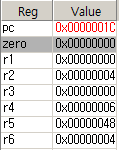 Reg Value
pc 0x0000001C
zero 0x00000000
r1 0x00000000
r2 0x00000004
r3 0x00000000
r4 0x00000006
r5 0x00000048
r6 0x00000004